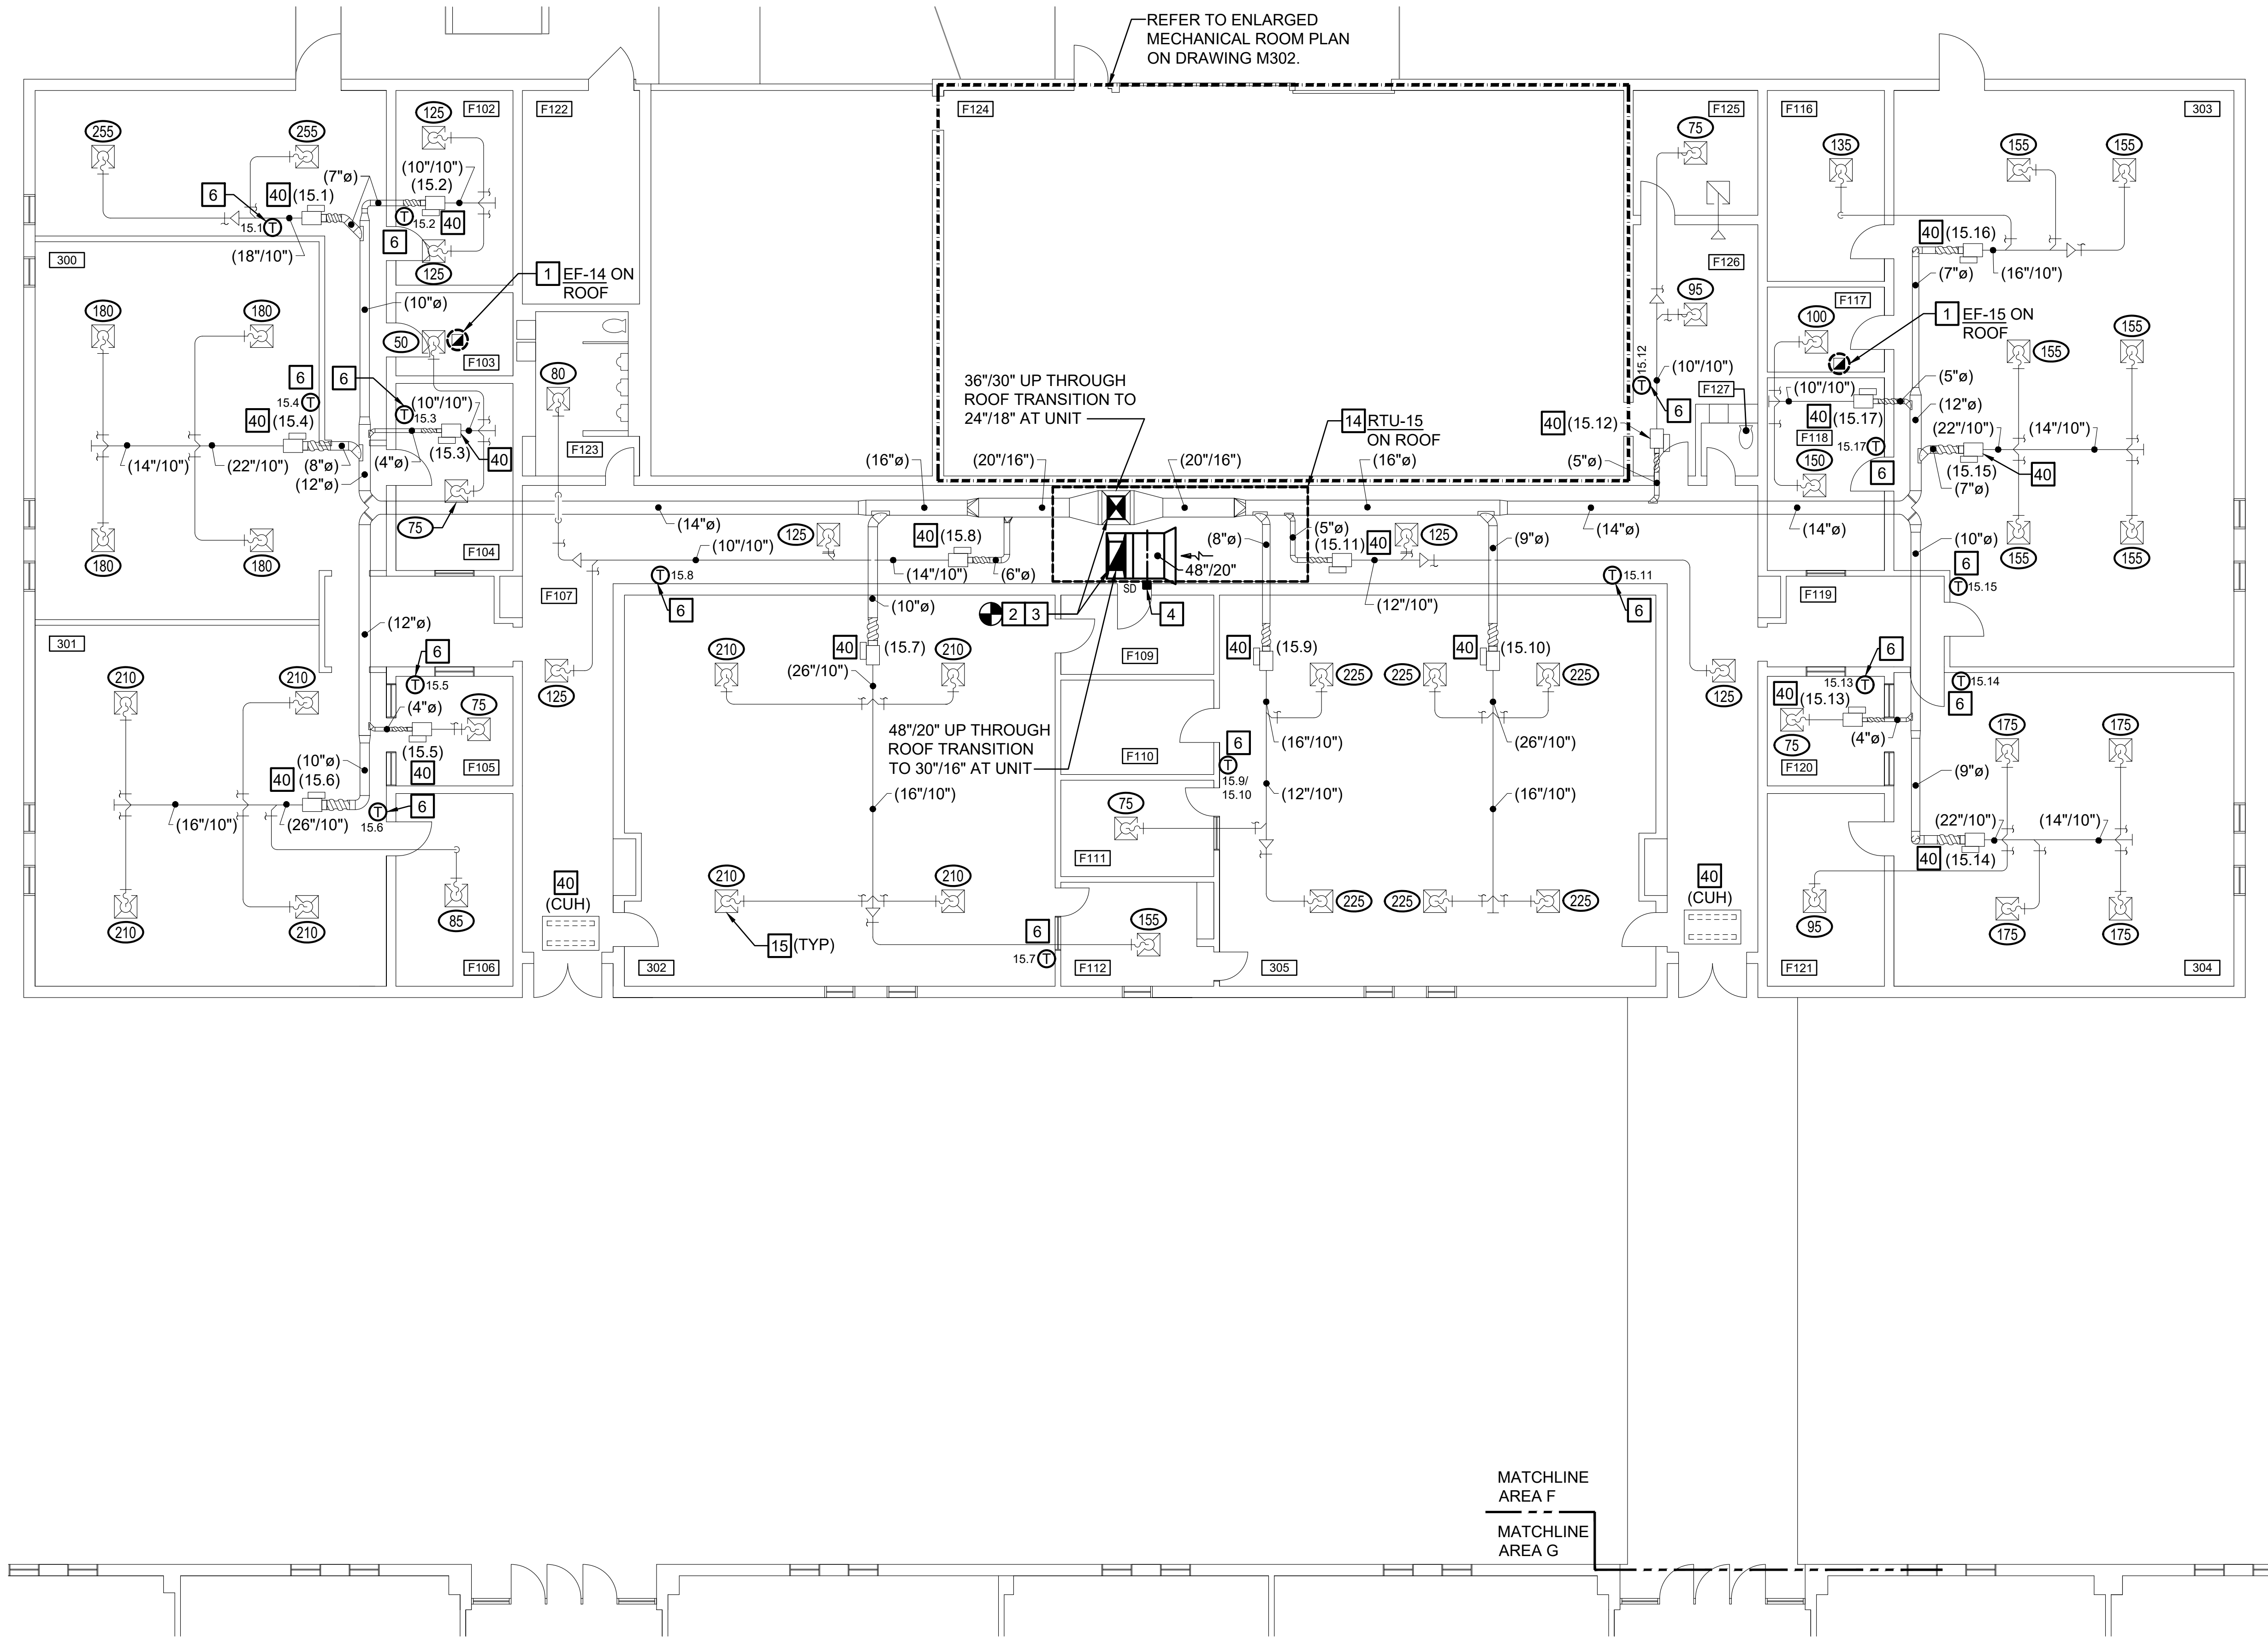 REFER TO ENLARGED
MECHANICAL ROOM PLAN
ON DRAWING M302.
F102
F122
F124
F125
F116
303
125
255
255
75
135
155
155
(10"/10")
(15.2)
(7"ø)
6
40 (15.1)
15.1 T
T 15.2
40
6
(18"/10")
125
300
1 EF-14 ON
ROOF
(10"ø)
180
180
50
F103
80
6
6
15.4 T
T 15.3
(10"/10")
40 (15.4)
(14"/10")
(22"/10")
(8"ø)
(12"ø)
(4"ø)
(15.3)
40
75
F104
F123
180
180
36"/30" UP THROUGH
ROOF TRANSITION TO
24"/18" AT UNIT
14 RTU-15
ON ROOF
(16"ø)
(20"/16")
(20"/16")
(16"ø)
(14"ø)
F126
95
15.12
T
6
(10"/10")
F127
40 (15.12)
(5"ø)
40 (15.16)
(7"ø)
(16"/10")
F117
1 EF-15 ON
ROOF
100
155
155
(10"/10")
(5"ø)
40 (15.17)
F118
15.17 T
6
(12"ø)
(22"/10")
(14"/10")
(15.15)
40
(7"ø)
150
155
155
(14"ø)
(14"ø)
(10"ø)
6
T 15.15
125
40 (15.8)
(10"/10")
(14"/10")
(6"ø)
(8"ø)
(5"ø)
(15.11)
40
125
(9"ø)
48"/20"
SD
4
2 3
T 15.8
6
(12"/10")
15.11 T
6
F107
F119
301
(12"ø)
210
210
6
T 15.5
75
(4"ø)
(15.5)
40
F105
(10"ø)
40 (15.6)
(16"/10")
(26"/10")
T 15.6
6
210
210
85
F106
125
(10"ø)
40 (15.7)
210
210
(26"/10")
48"/20" UP THROUGH
ROOF TRANSITION
TO 30"/16" AT UNIT
(16"/10")
210
210
15 (TYP)
40
(CUH)
302
F109
F110
6
T
15.9/
15.10
75
F111
6
15.7 T
155
F112
40 (15.9)
225
(16"/10")
(12"/10")
225
305
40 (15.10)
225
225
(26"/10")
(16"/10")
225
225
125
40
(CUH)
6
15.13 T
40 (15.13)
75
F120
(4"ø)
T 15.14
6
175
175
(9"ø)
(22"/10")
(14"/10")
40 (15.14)
95
F121
175
175
304
MATCHLINE
AREA F
MATCHLINE
AREA G